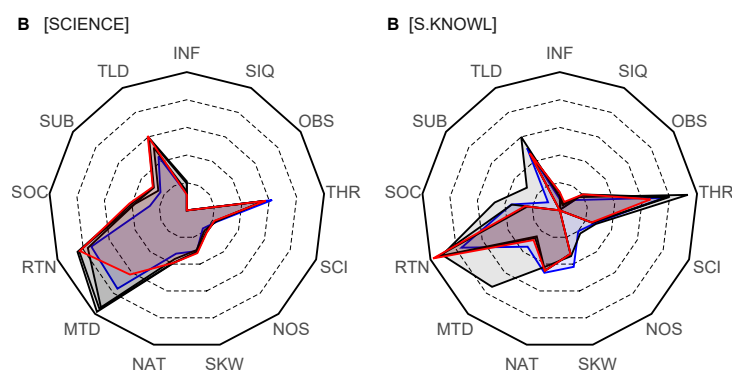 B [SCIENCE]
INF
SIQ
OBS
THR
SCI
NOS
SKW
NAT
MTD
RTN
SOC
SUB
TLD
B [S.KNOWL]
INF
SIQ
OBS
THR
SCI
NOS
SKW
NAT
MTD
RTN
SOC
SUB
TLD